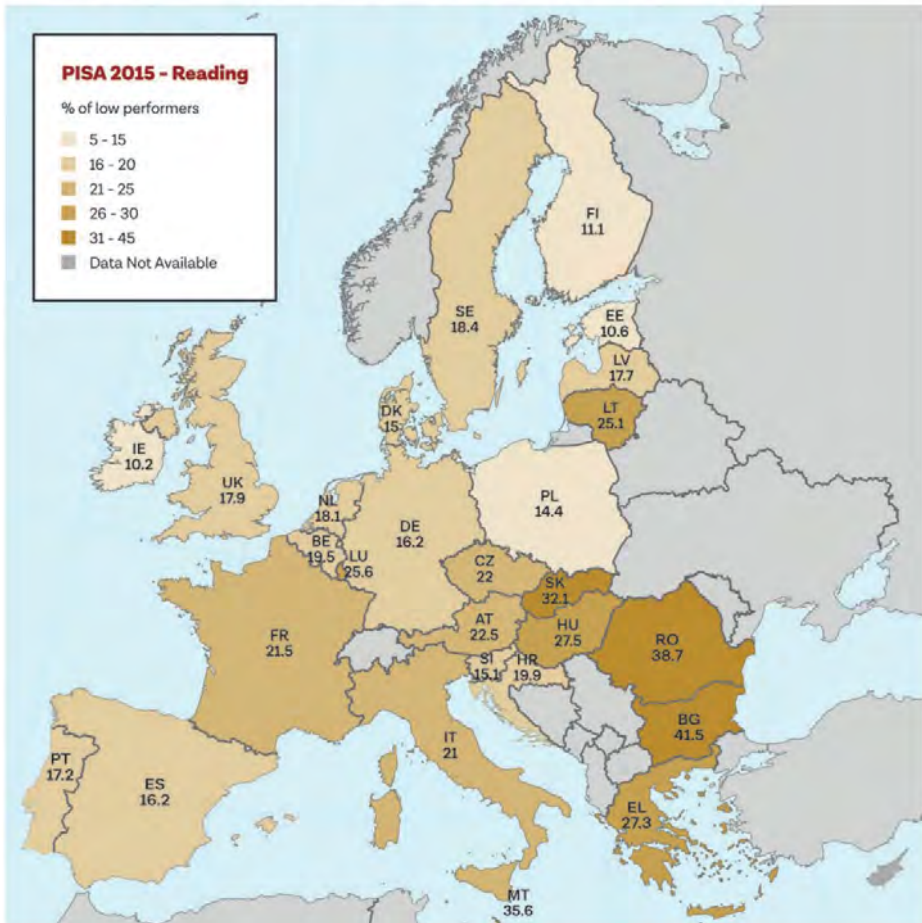 PISA 2015 - Reading
% of low performers
5 - 15
16 - 20
21 - 25
26 - 30
31 - 45
Data Not Available
FI
11.1
SE
18.4
EE
10.6
LV
17.7
LT
25.1
DK
15
IE
10.2
UK
17.9
NL
18.1
BE
19.5
LU
25.6
DE
16.2
PL
14.4
CZ
22
SK
32.1
AT
22.5
HU
27.5
RO
38.7
FR
21.5
SI
15.1
HR
19.9
IT
21
BG
41.5
PT
17.2
ES
16.2
EL
27.3
MT
35.6